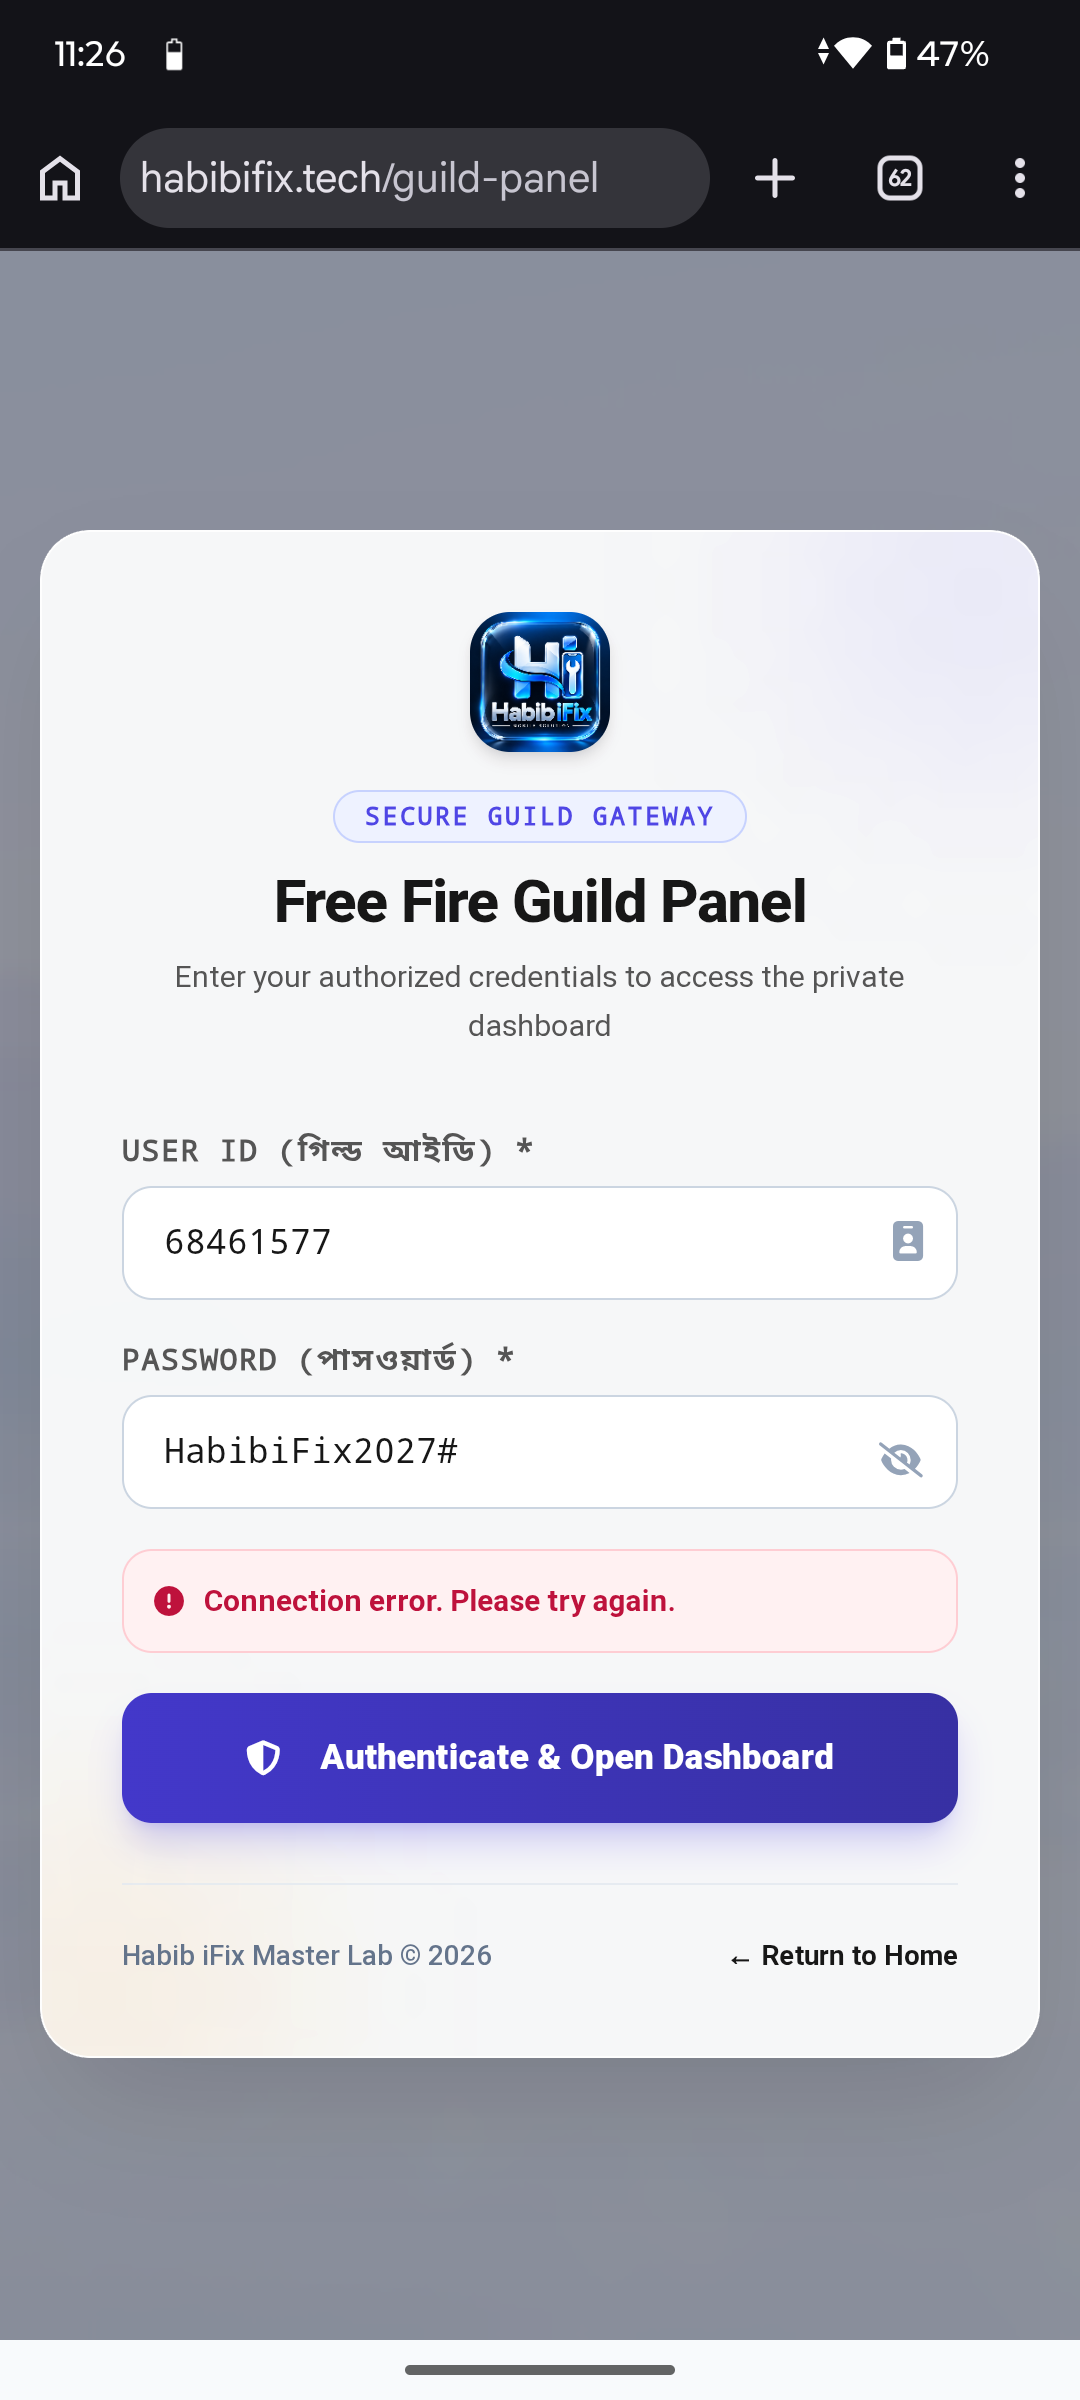 11:26
47%
habibifix.tech/guild-panel
62
Hi
HabibiFix
SECURE GUILD GATEWAY
Free Fire Guild Panel
Enter your authorized credentials to access the private
dashboard
USER ID (গিল্ড আইডি) *
68461577
PASSWORD (পাসওয়ার্ড) *
HabibiFix2027#
Connection error. Please try again.
Authenticate & Open Dashboard
Habib iFix Master Lab © 2026
← Return to Home